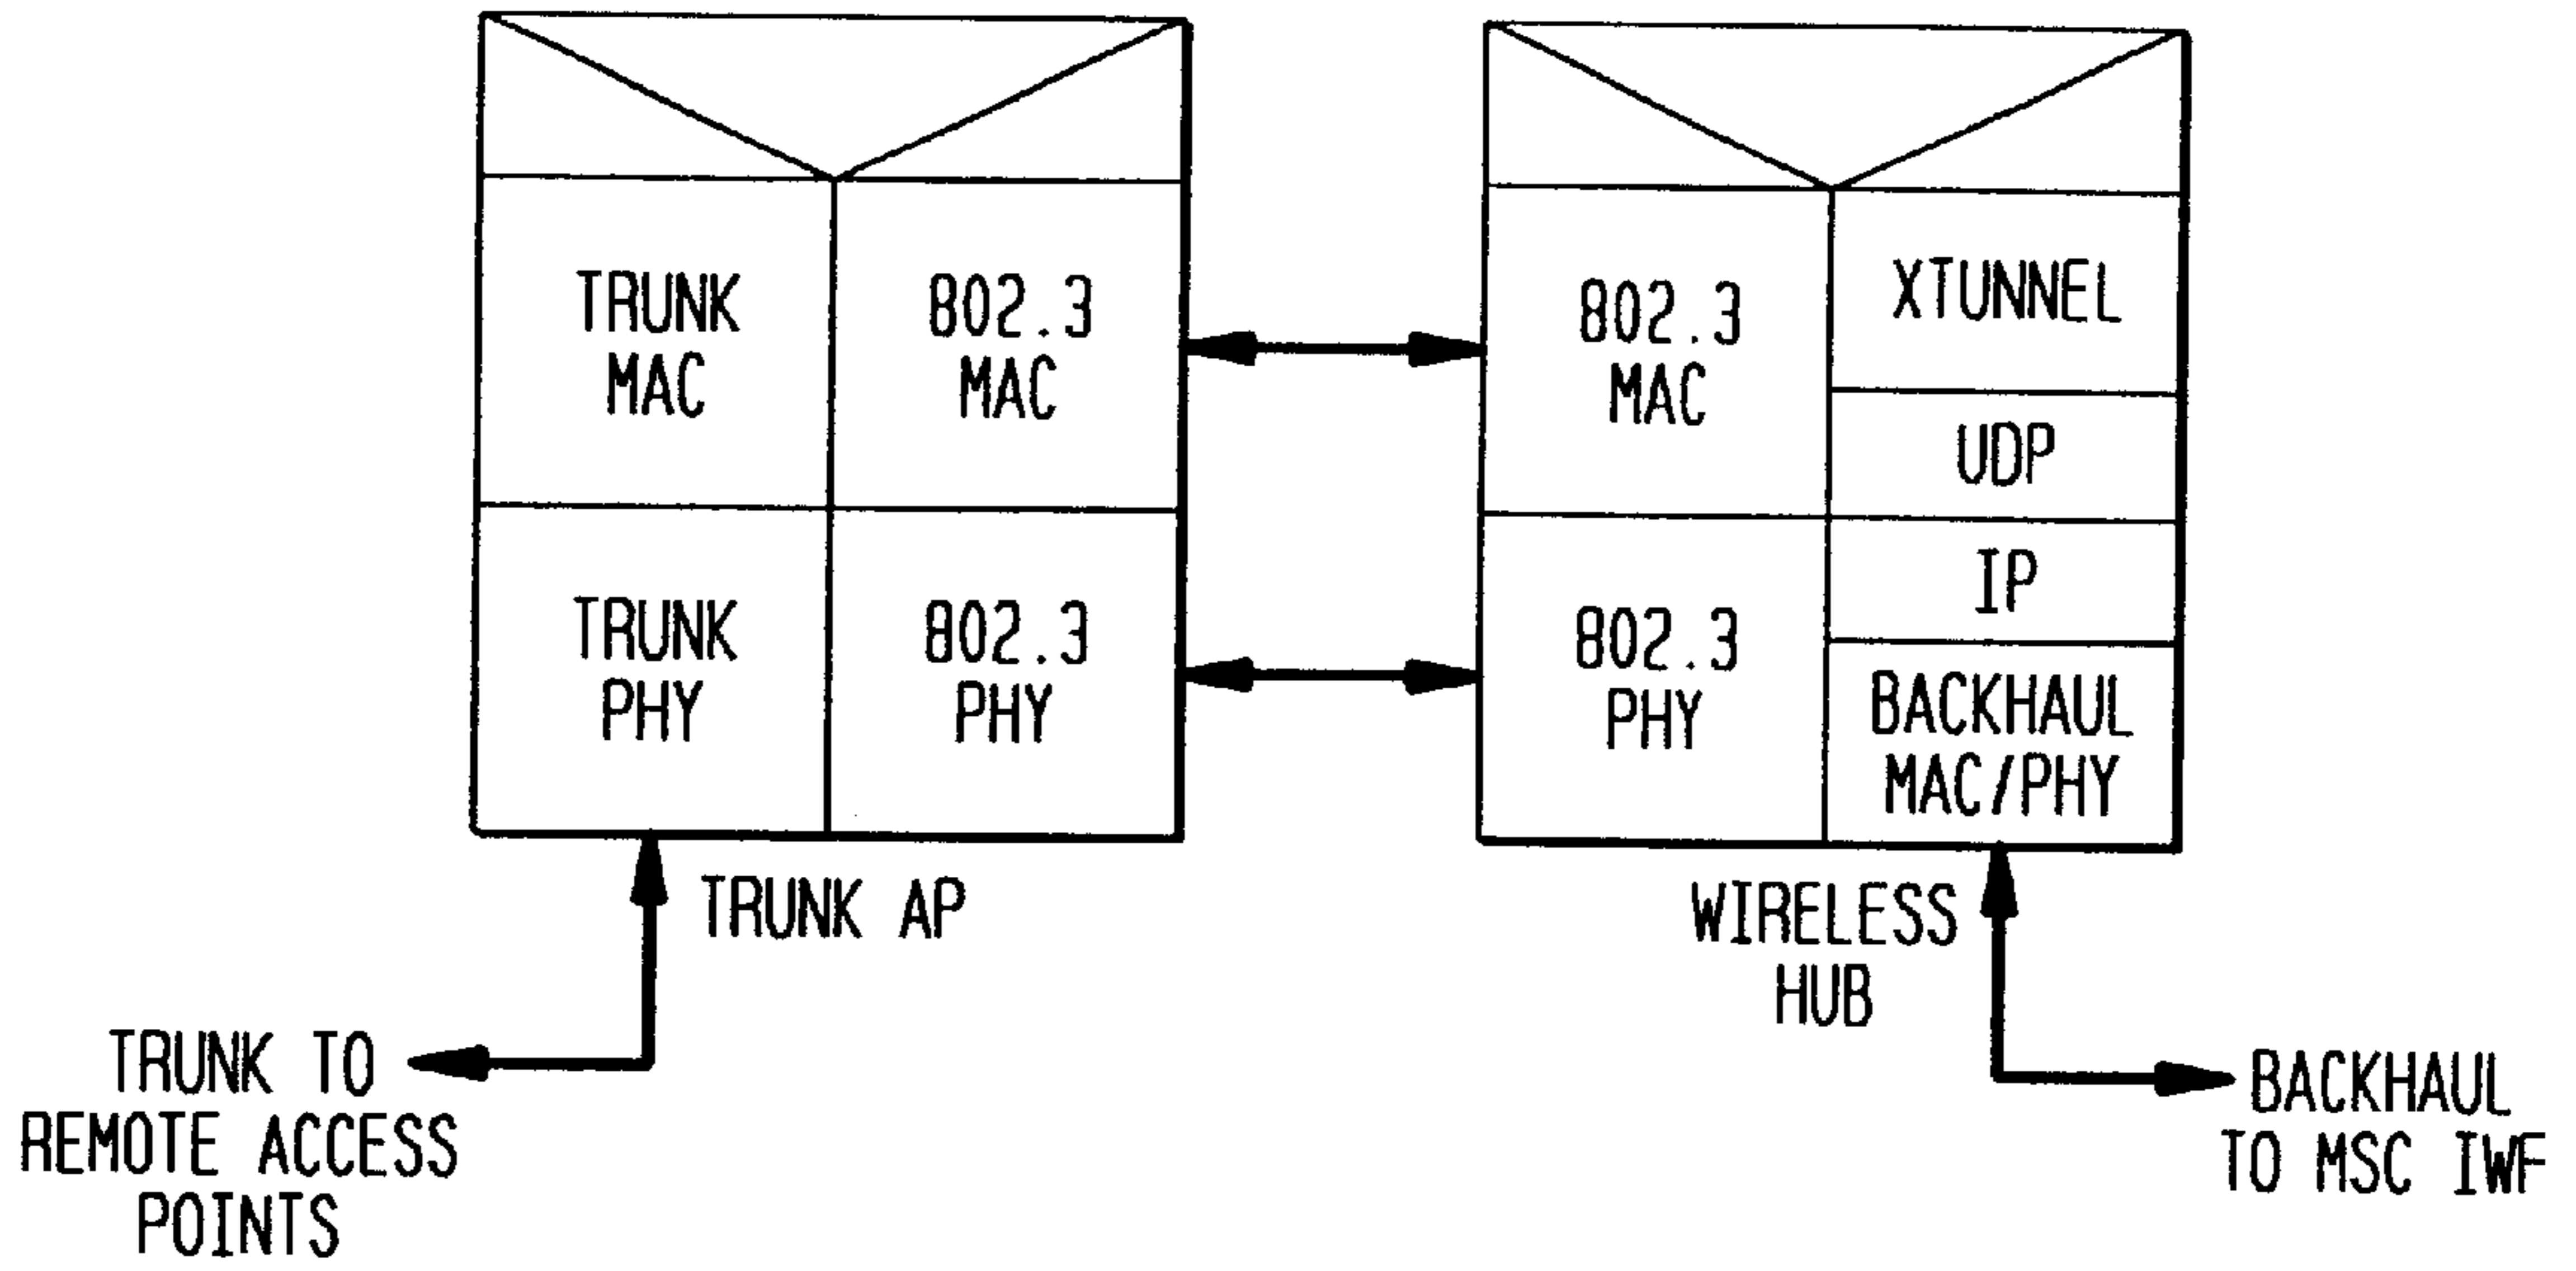 TRUNK
MAC
802.3
MAC
TRUNK
PHY
802.3
PHY
TRUNK AP
TRUNK TO
REMOTE ACCESS
POINTS
802.3
MAC
XTUNNEL
UDP
IP
802.3
PHY
BACKHAUL
MAC/PHY
WIRELESS
HUB
BACKHAUL
TO MSC IWF